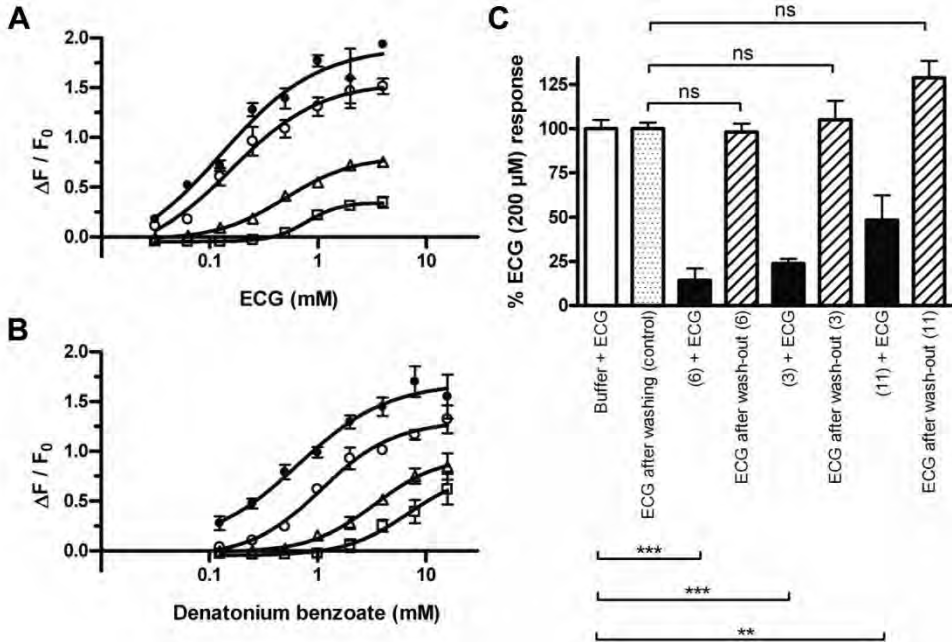 A
2.0
1.5
1.0
0.5
0.0
ΔF / F0
0.1
1
10
ECG (mM)
B
2.0
1.5
1.0
0.5
0.0
ΔF / F0
0.1
1
10
Denatonium benzoate (mM)
C
ns
ns
ns
125
100
75
50
25
0
% ECG (200 µM) response
Buffer + ECG
ECG after washing (control)
(6) + ECG
ECG after wash-out (6)
(3) + ECG
ECG after wash-out (3)
(11) + ECG
ECG after wash-out (11)
***
***
**